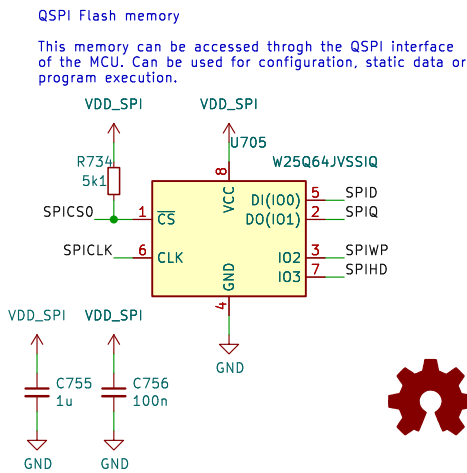 QSPI Flash memory
This memory can be accessed throgh the QSPI interface
of the MCU. Can be used for configuration, static data or
program execution.
VDD_SPI
VDD_SPI
U705
R734
5k1
W25Q64JVSSIQ
8
VCC
SPICS0
1
CS
DI(IO0)
5
SPID
DO(IO1)
2
SPIQ
SPICLK
6
CLK
IO2
3
SPIWP
IO3
7
SPIHD
GND
4
GND
VDD_SPI
VDD_SPI
C755
1u
C756
100n
GND
GND